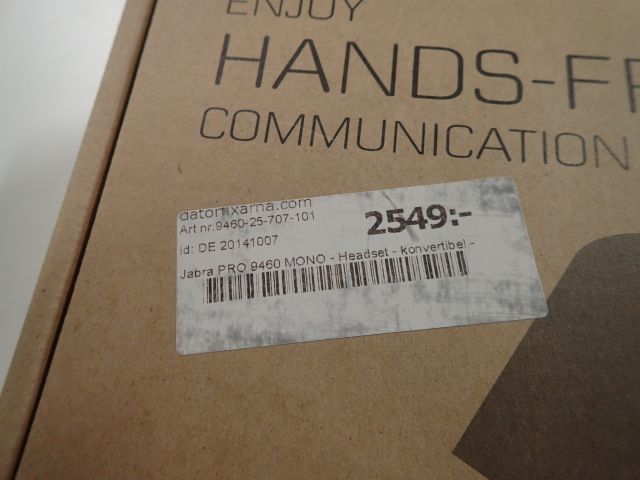 ENJOY
HANDS-FR
COMMUNICATION
datorfixarna.com
Art nr.9460-25-707-101
2549:-
id: DE 20141007
Jabra PRO 9460 MONO - Headset - konvertibel -